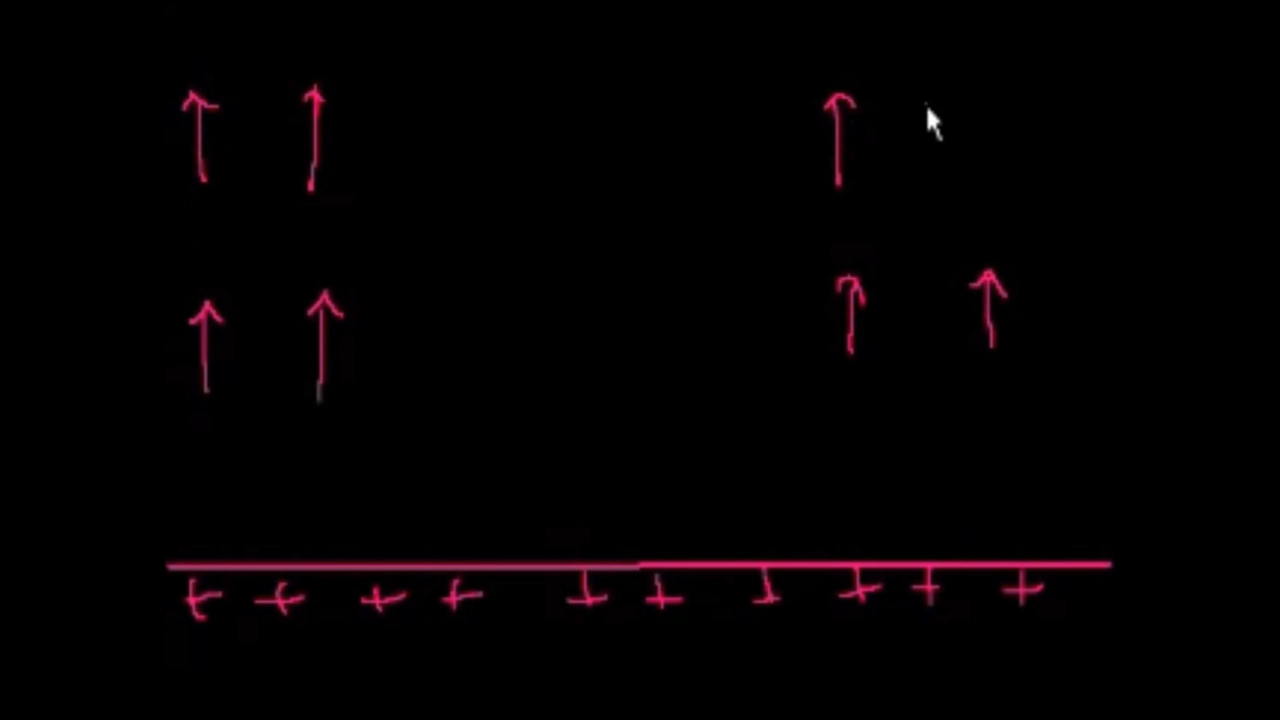 + + + + + + + + + +